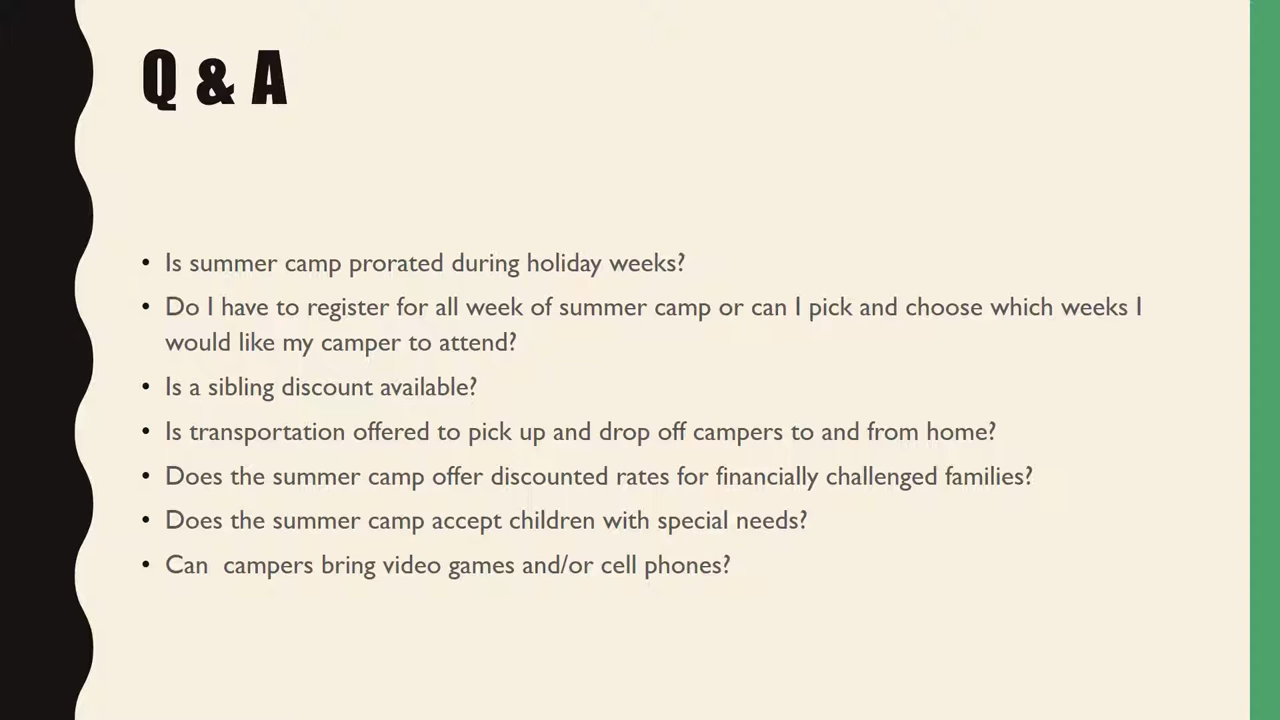 Q & A
• Is summer camp prorated during holiday weeks?
• Do I have to register for all week of summer camp or can I pick and choose which weeks I
would like my camper to attend?
• Is a sibling discount available?
• Is transportation offered to pick up and drop off campers to and from home?
• Does the summer camp offer discounted rates for financially challenged families?
• Does the summer camp accept children with special needs?
• Can  campers bring video games and/or cell phones?